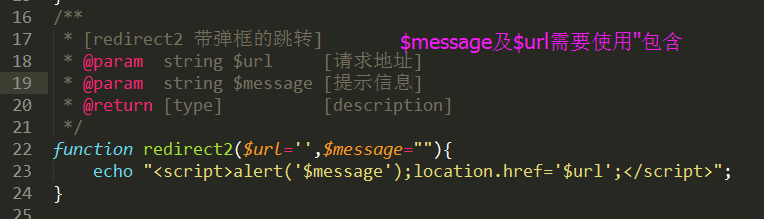 16 /**
17  * [redirect2 带弹框的跳转] $message及$url需要使用"包含
18  * @param  string $url     [请求地址]
19  * @param  string $message [提示信息]
20  * @return [type]          [description]
21  */
22 function redirect2($url='',$message=""){
23     echo "<script>alert('$message');location.href='$url';</script>";
24 }
25